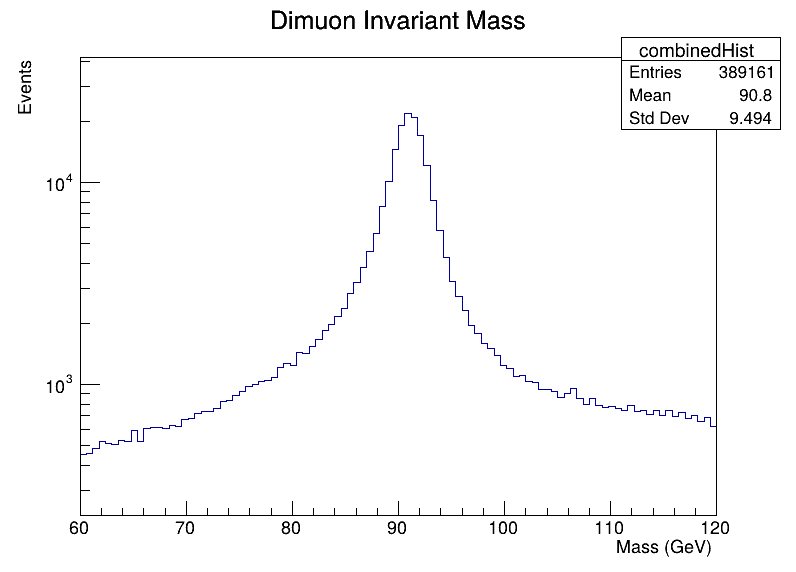 Dimuon Invariant Mass
combinedHist
Entries 389161
Mean 90.8
Std Dev 9.494
Events
10^4
10^3
60 70 80 90 100 110 120
Mass (GeV)